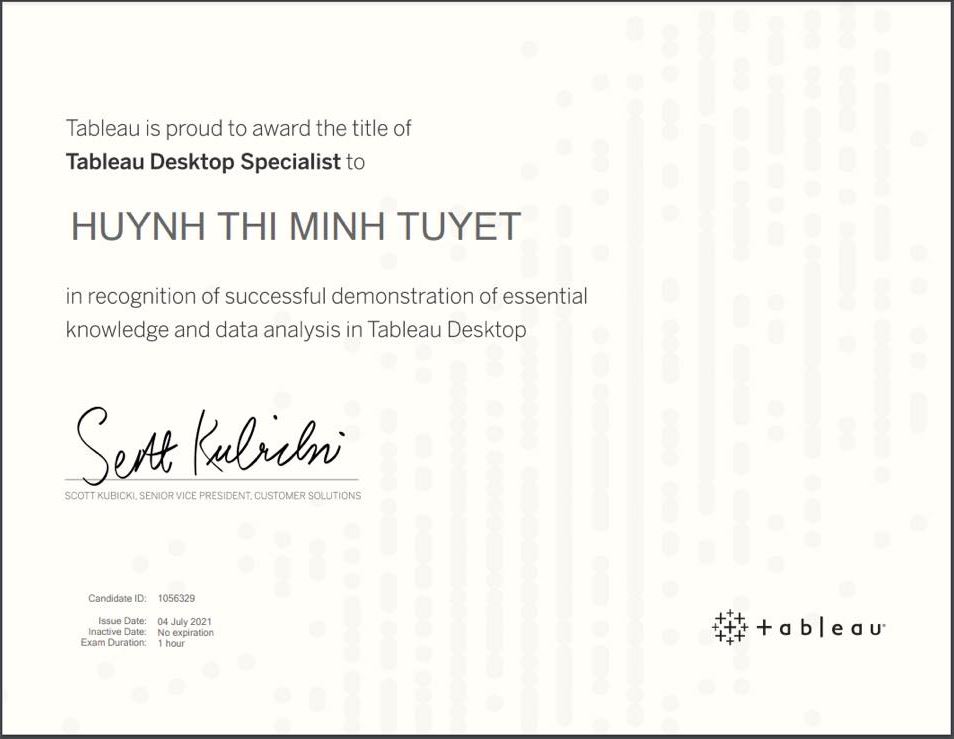 Tableau is proud to award the title of
Tableau Desktop Specialist to
HUYNH THI MINH TUYET
in recognition of successful demonstration of essential
knowledge and data analysis in Tableau Desktop
Scott Kubicki
SCOTT KUBICKI, SENIOR VICE PRESIDENT, CUSTOMER SOLUTIONS
Candidate ID: 1056329
Issue Date: 04 July 2021
Inactive Date: No expiration
Exam Duration: 1 hour
+ableau®